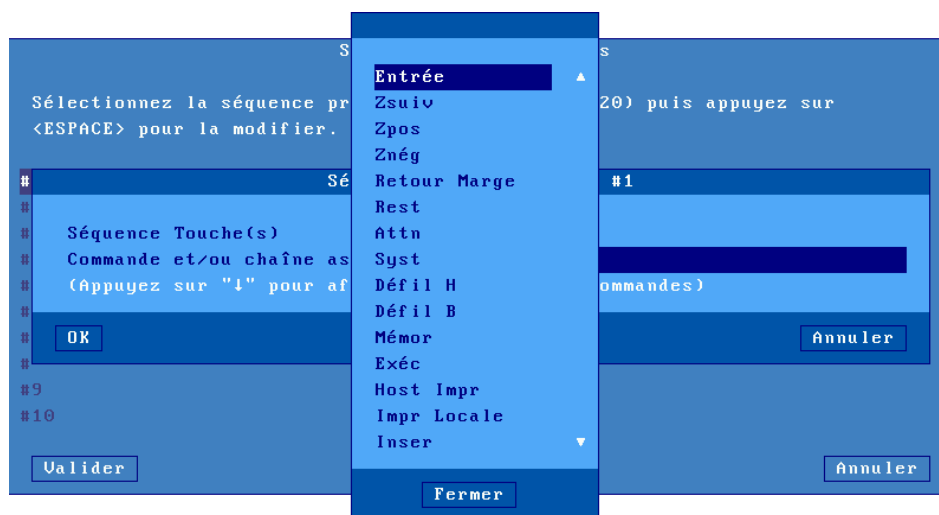 S s
Sélectionnez la séquence pr 20) puis appuyez sur
<ESPACE> pour la modifier.
# Sé #1
#
# Séquence Touche(s)
# Commande et/ou chaîne as
# (Appuyez sur "↓" pour af ommandes)
#
# OK Annuler
#
#9
#10
Valider Annuler
Entrée ▲
Zsuiv
Zpos
Znég
Retour Marge
Rest
Attn
Syst
Défil H
Défil B
Mémor
Exéc
Host Impr
Impr Locale
Inser ▼
Fermer